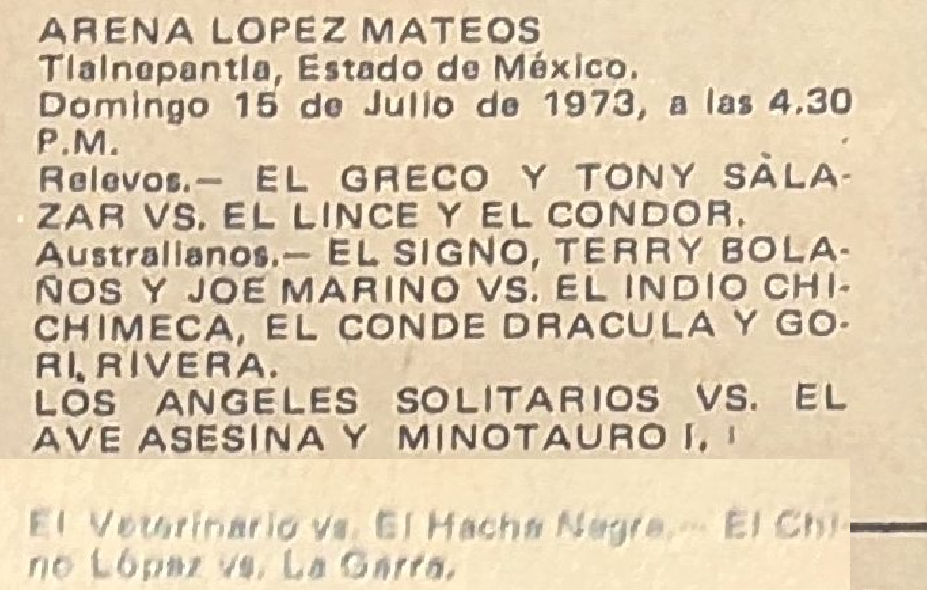 ARENA LOPEZ MATEOS
Tlalnepantla, Estado de México.
Domingo 15 de Julio de 1973, a las 4.30
P.M.
Relevos.— EL GRECO Y TONY SALA-
ZAR VS. EL LINCE Y EL CONDOR.
Australianos.— EL SIGNO, TERRY BOLA-
ÑOS Y JOE MARINO VS. EL INDIO CHI-
CHIMECA, EL CONDE DRACULA Y GO-
RI RIVERA.
LOS ANGELES SOLITARIOS VS. EL
AVE ASESINA Y MINOTAURO I.
El Veterinario vs. El Hacha Negra.— El Chi-
no López vs. La Garra.